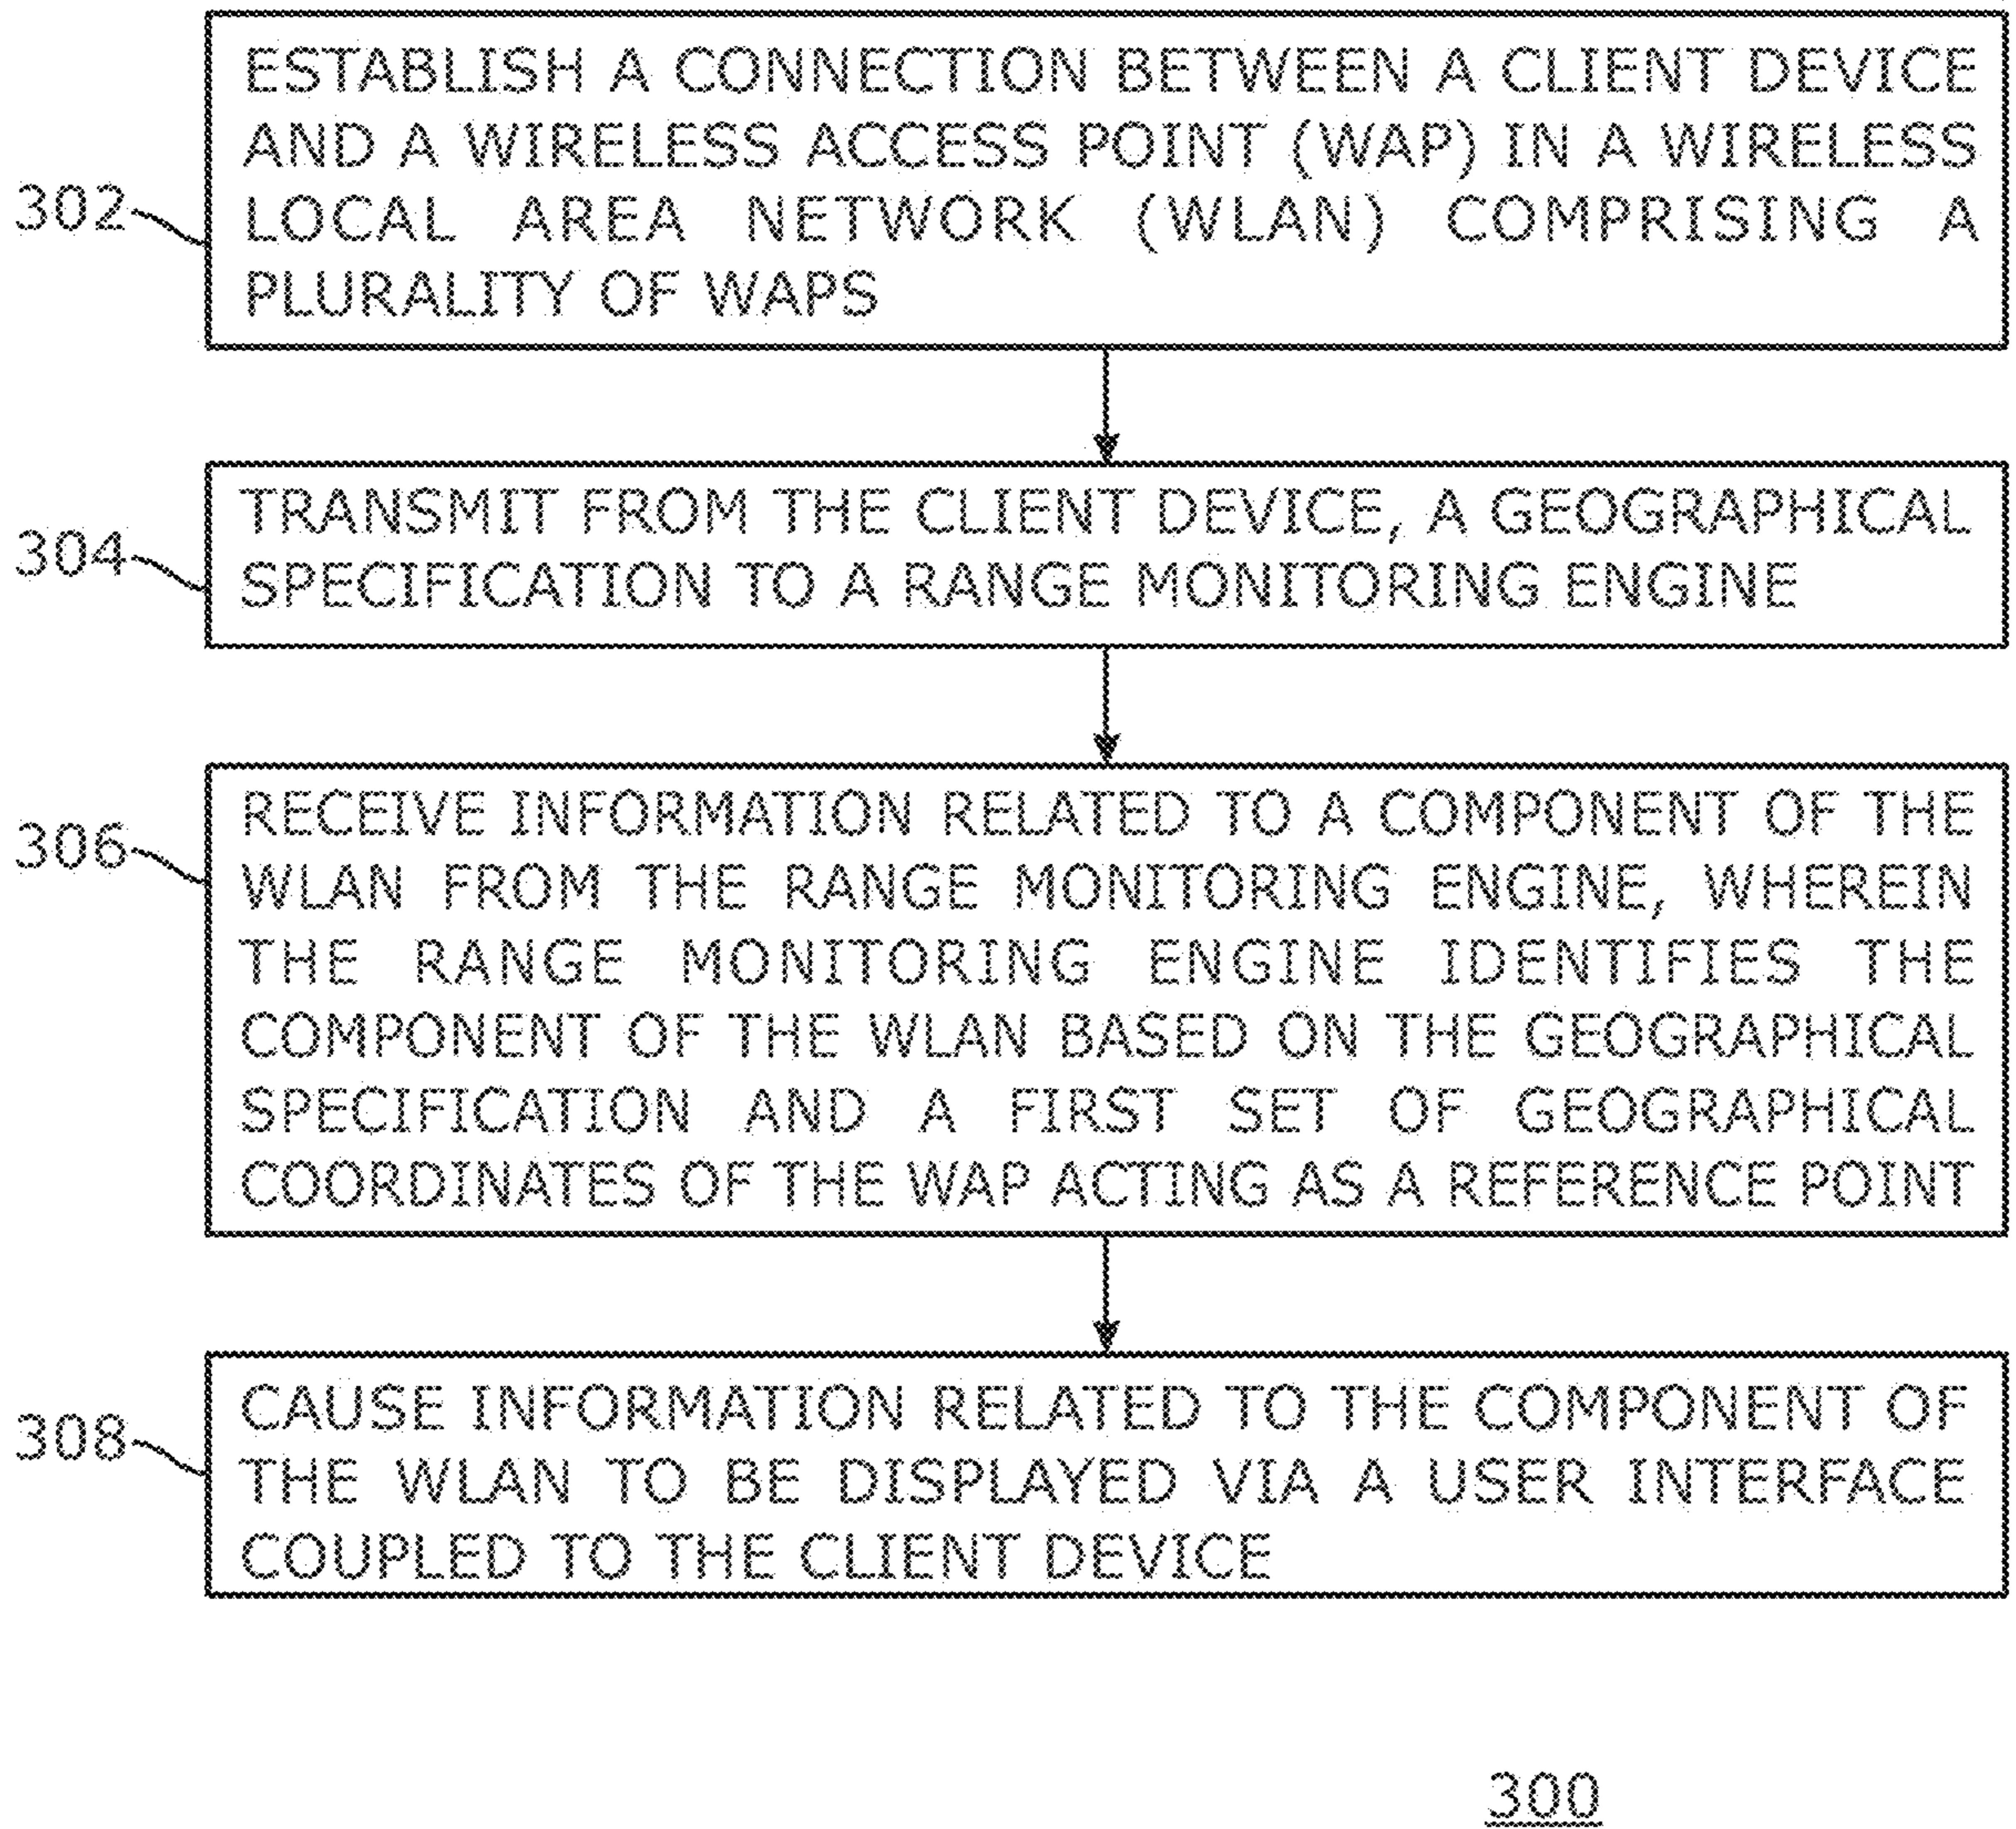 ESTABLISH A CONNECTION BETWEEN A CLIENT DEVICE
AND A WIRELESS ACCESS POINT (WAP) IN A WIRELESS
302
LOCAL AREA NETWORK (WLAN) COMPRISING A
PLURALITY OF WAPS
TRANSMIT FROM THE CLIENT DEVICE, A GEOGRAPHICAL
304
SPECIFICATION TO A RANGE MONITORING ENGINE
RECEIVE INFORMATION RELATED TO A COMPONENT OF THE
306
WLAN FROM THE RANGE MONITORING ENGINE, WHEREIN
THE RANGE MONITORING ENGINE IDENTIFIES THE
COMPONENT OF THE WLAN BASED ON THE GEOGRAPHICAL
SPECIFICATION AND A FIRST SET OF GEOGRAPHICAL
COORDINATES OF THE WAP ACTING AS A REFERENCE POINT
CAUSE INFORMATION RELATED TO THE COMPONENT OF
308
THE WLAN TO BE DISPLAYED VIA A USER INTERFACE
COUPLED TO THE CLIENT DEVICE
300